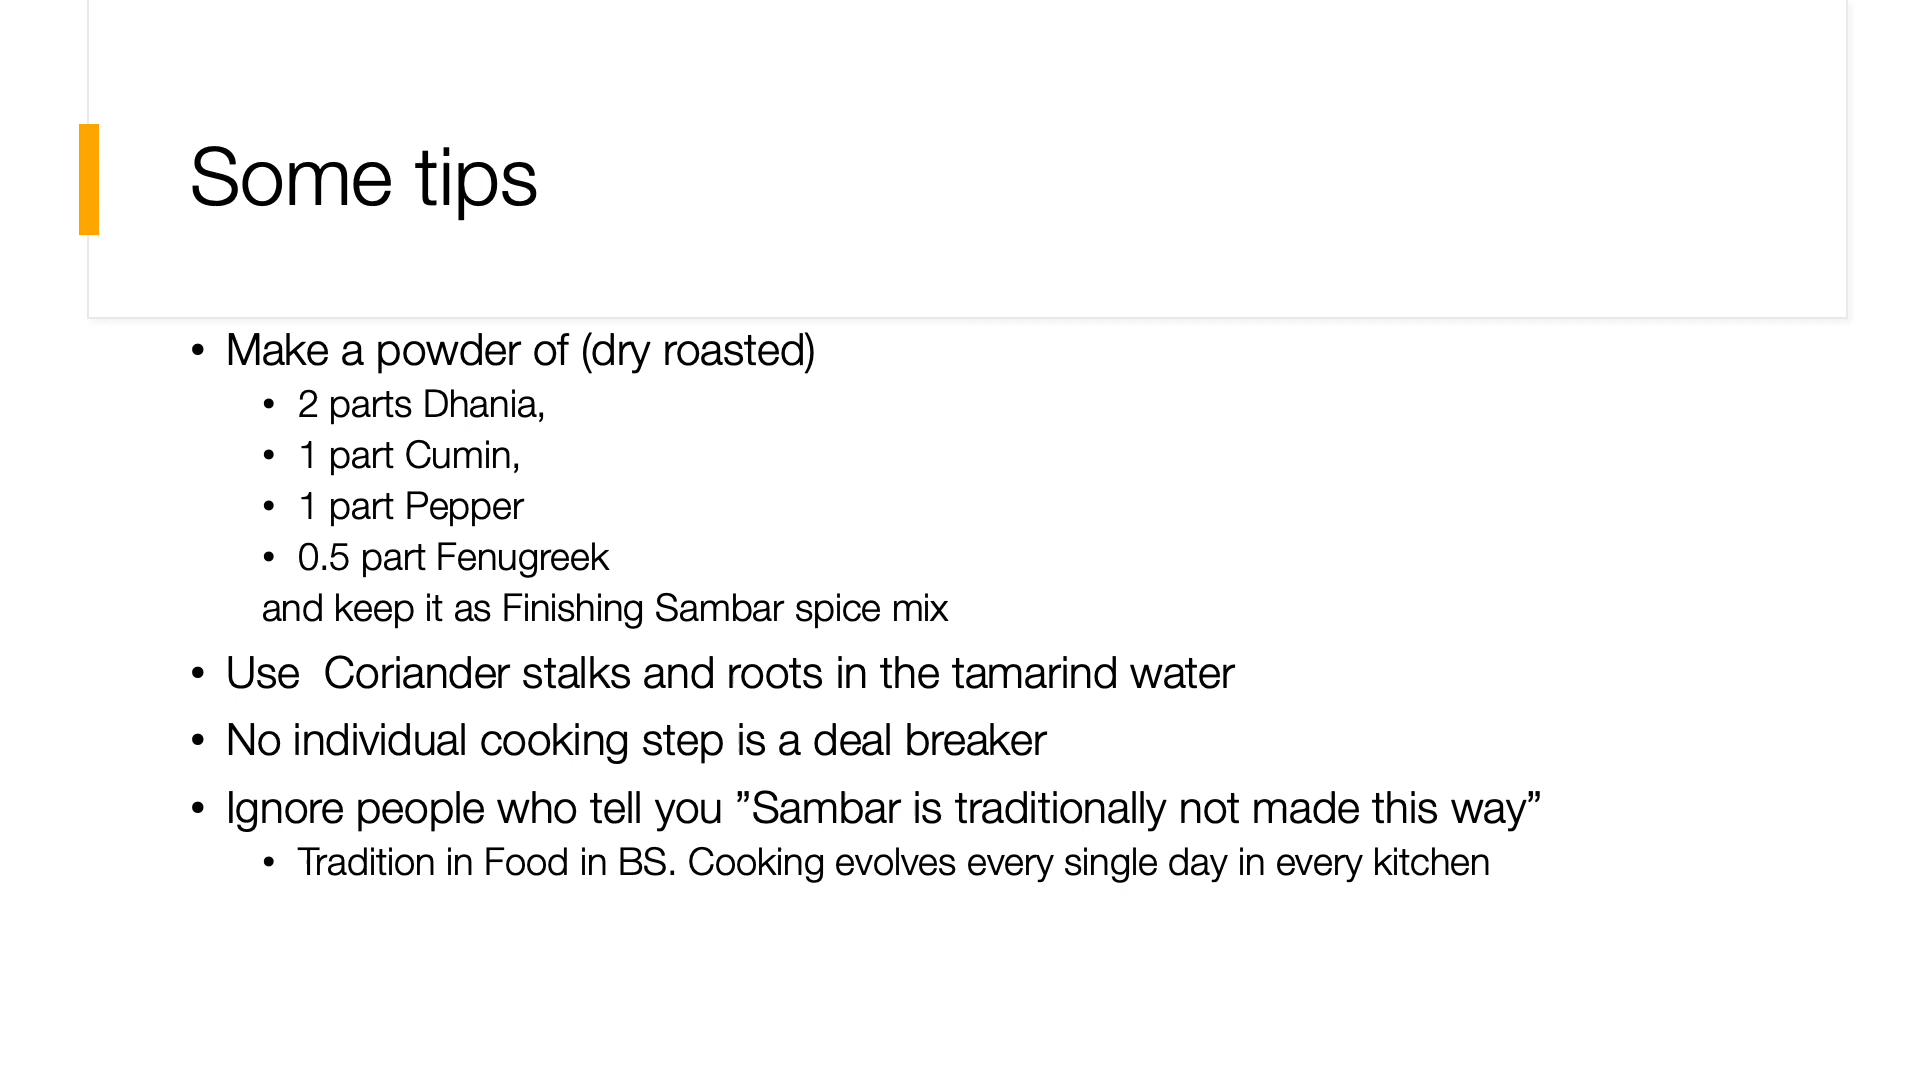 Some tips
• Make a powder of (dry roasted)
• 2 parts Dhania,
• 1 part Cumin,
• 1 part Pepper
• 0.5 part Fenugreek
and keep it as Finishing Sambar spice mix
• Use  Coriander stalks and roots in the tamarind water
• No individual cooking step is a deal breaker
• Ignore people who tell you ”Sambar is traditionally not made this way”
• Tradition in Food in BS. Cooking evolves every single day in every kitchen